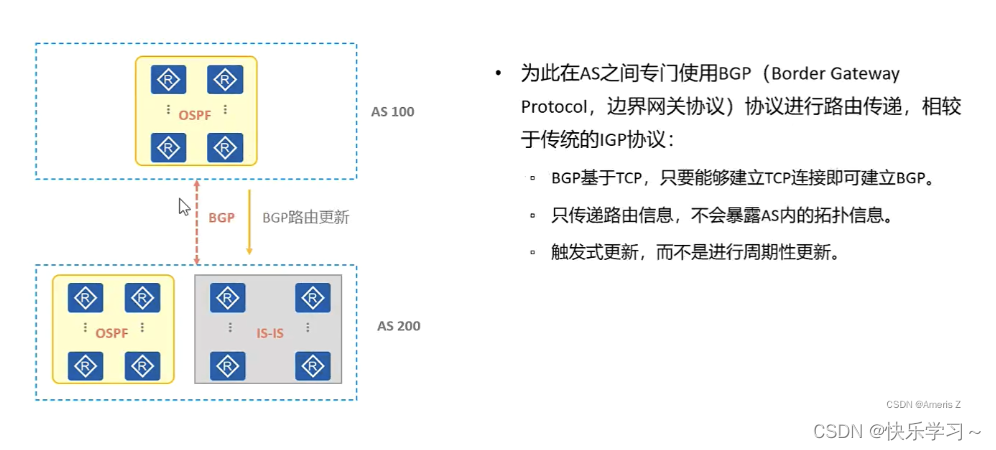 R
R
⋮
OSPF
⋮
R
R
AS 100
BGP
BGP路由更新
R
R
⋮
OSPF
⋮
R
R
R
R
⋮
IS-IS
⋮
R
R
AS 200
• 为此在AS之间专门使用BGP（Border Gateway
Protocol，边界网关协议）协议进行路由传递，相较
于传统的IGP协议：
▫ BGP基于TCP，只要能够建立TCP连接即可建立BGP。
▫ 只传递路由信息，不会暴露AS内的拓扑信息。
▫ 触发式更新，而不是进行周期性更新。
CSDN @Ameris Z
CSDN @快乐学习～